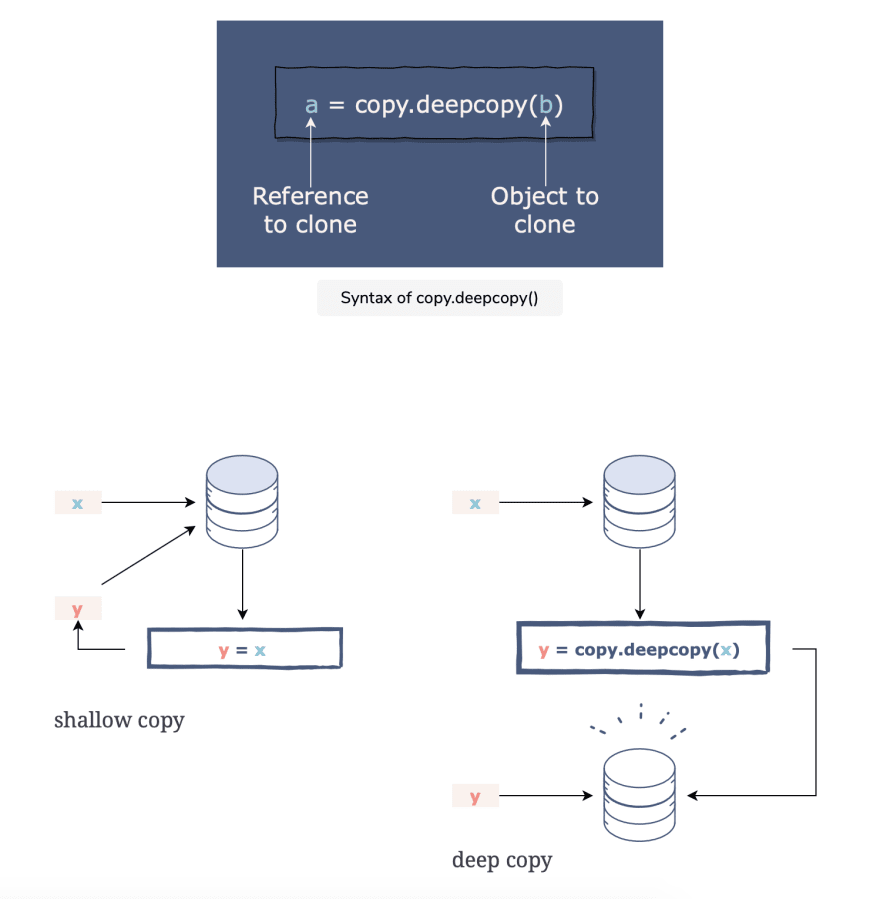 a = copy.deepcopy(b)
Reference
to clone
Object to
clone
Syntax of copy.deepcopy()
x
y
y = x
shallow copy
x
y = copy.deepcopy(x)
y
deep copy